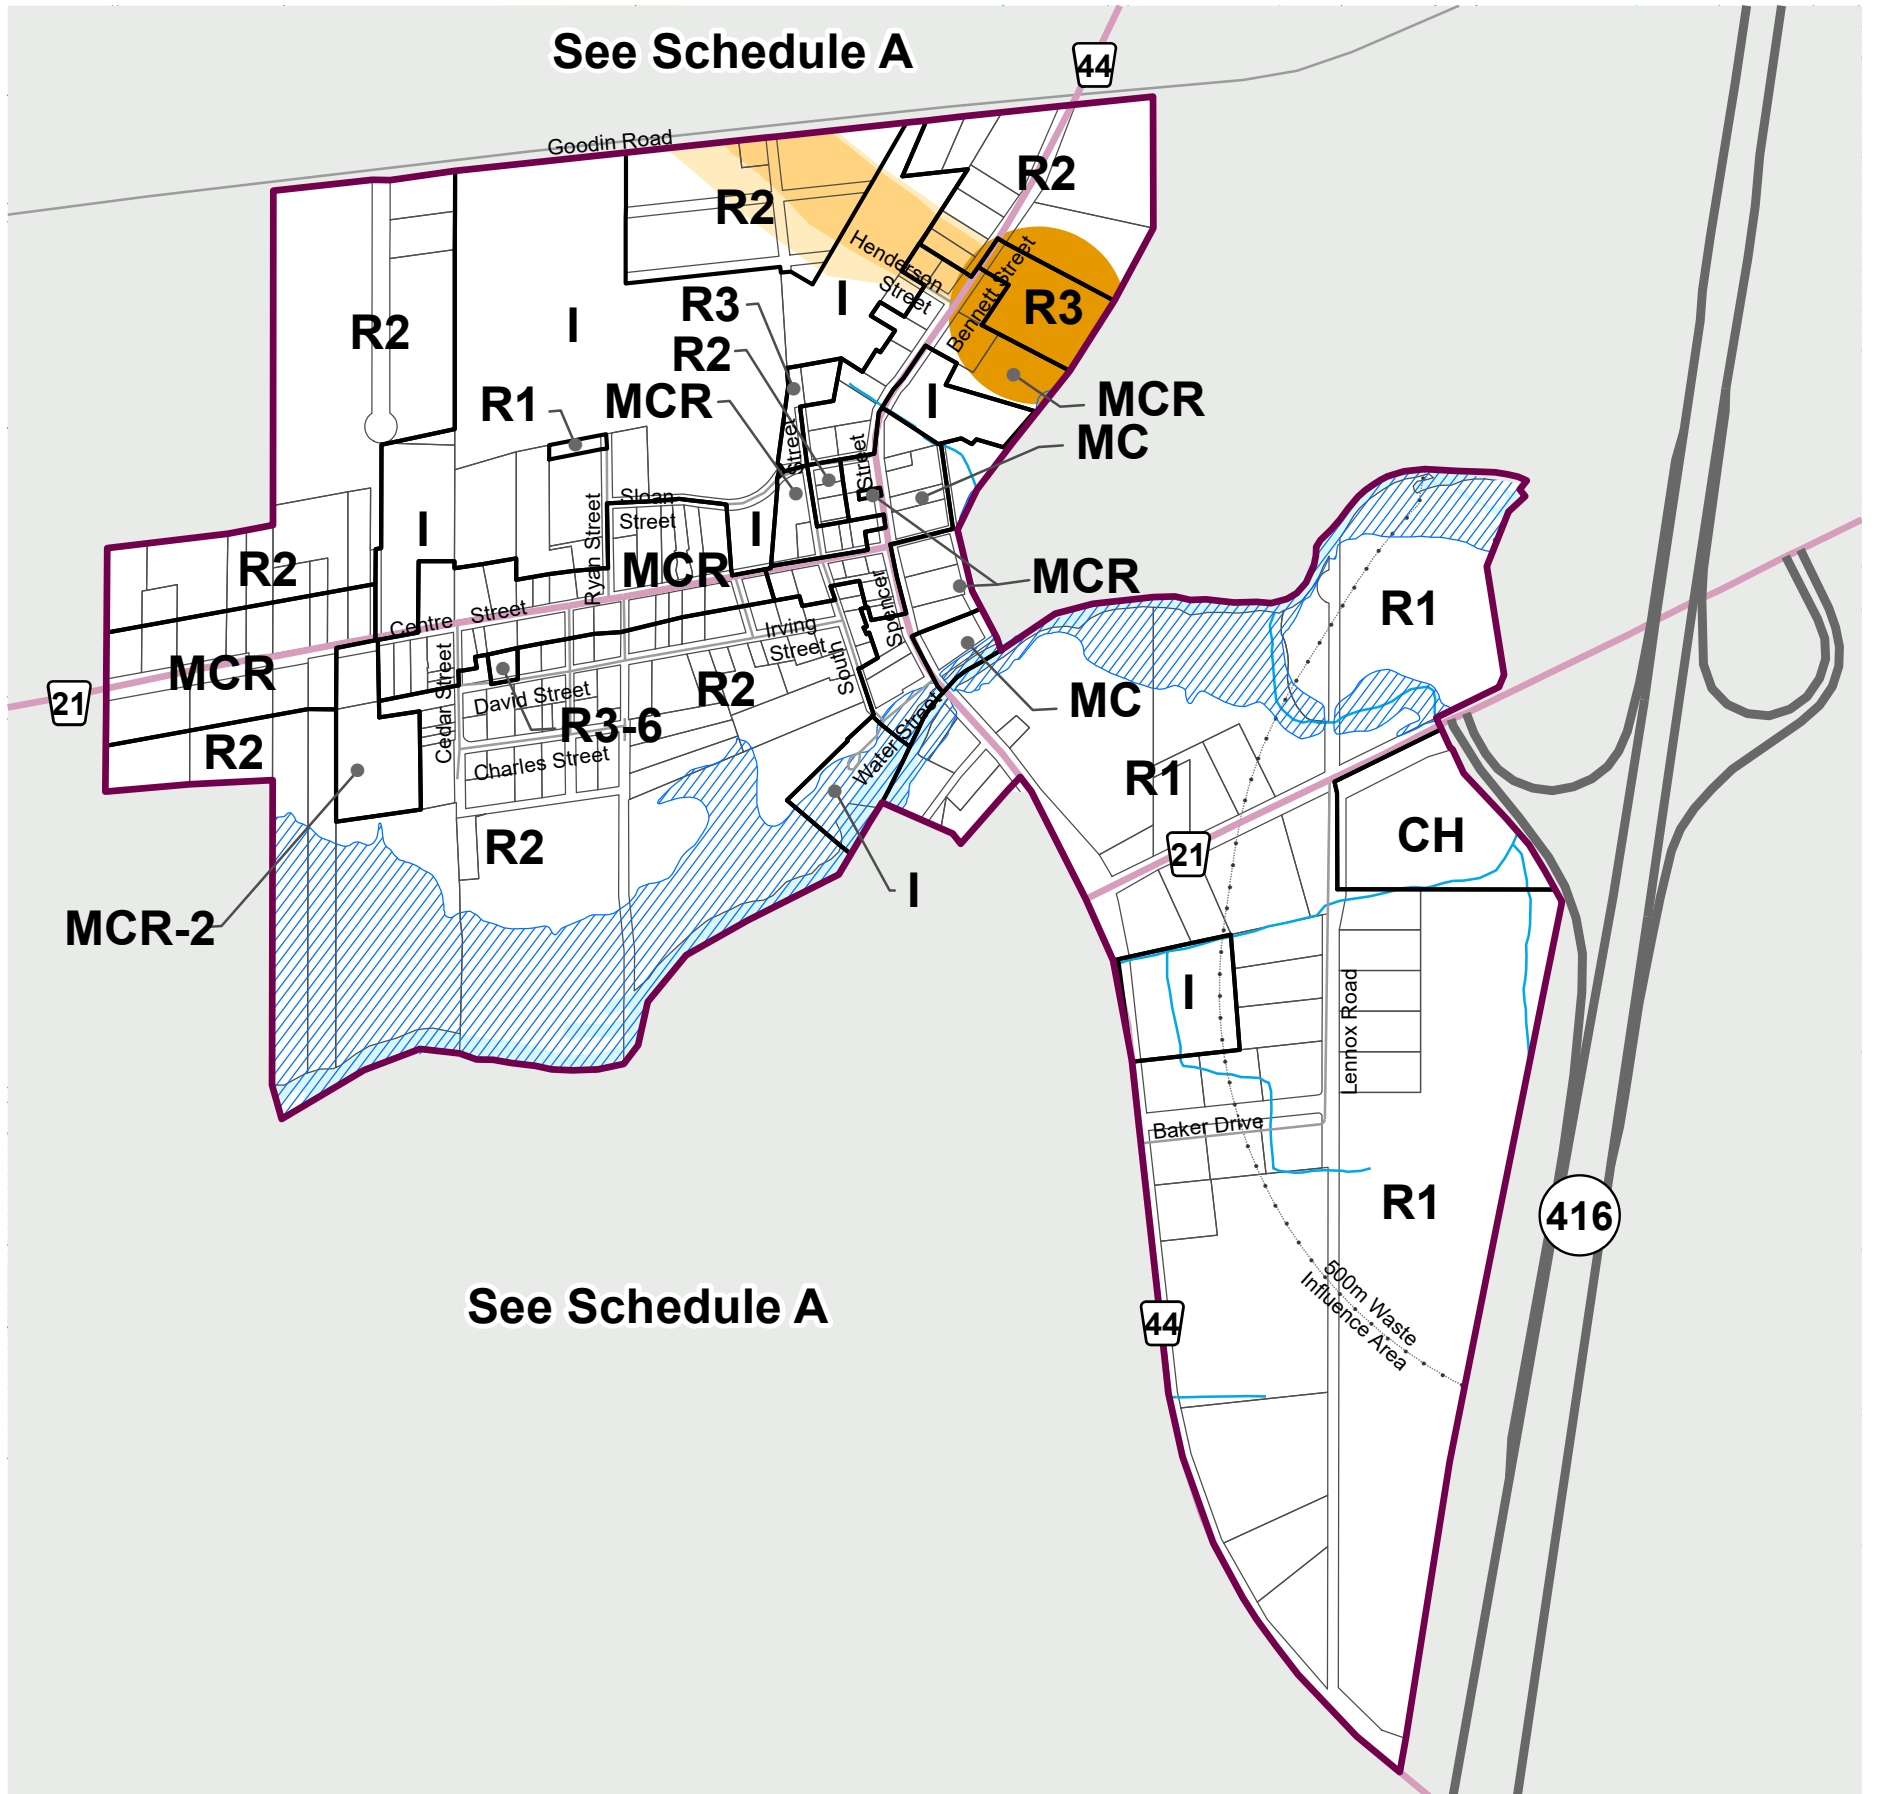 See Schedule A
44
Goodin Road
R2
R2
Henderson
Street
Bennett Street
R3
I
R3
R2
I
R2
R1
MCR
I
MCR
MC
Street
Street
Sloan
Street
I
I
R2
Ryan Street
MCR
MCR
R1
Centre Street
Spencer
Irving
Street
South
MCR
21
Cedar Street
David Street
R2
MC
R3-6
Water Street
R2
Charles Street
R1
CH
R2
21
I
MCR-2
I
Lennox Road
Baker Drive
R1
416
500m Waste
Influence Area
See Schedule A
44